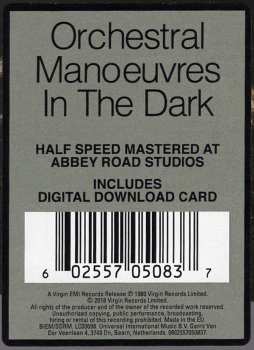 Orchestral
Manoeuvres
In The Dark
HALF SPEED MASTERED AT
ABBEY ROAD STUDIOS
INCLUDES
DIGITAL DOWNLOAD CARD
6 02557 05083 7
A Virgin EMI Records Release ℗ 1980 Virgin Records Limited.
© 2018 Virgin Records Limited.
All rights of the producer and of the owner of the recorded work reserved.
Unauthorized copying, public performance, broadcasting,
hiring or rental of this recording prohibited. Made in the EU.
BIEM/SDRM. LC03098 Universal International Music B.V. Gerrit Van
Der Veerlaan 4, 3743 Dn, Baarn, Netherlands. 0602557050837